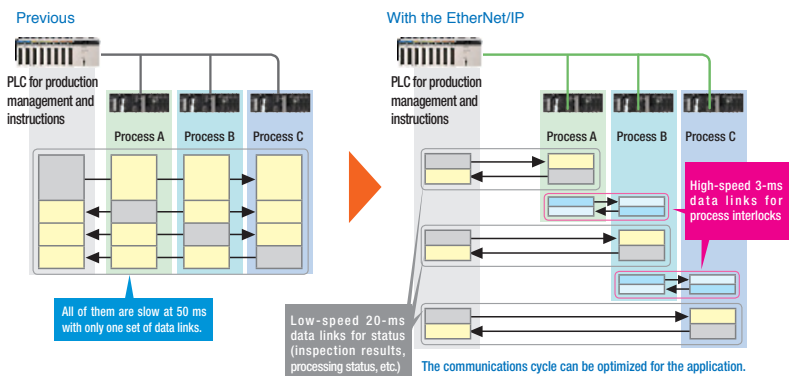 Previous
PLC for production
management and
instructions
Process A
Process B
Process C
All of them are slow at 50 ms
with only one set of data links.
With the EtherNet/IP
PLC for production
management and
instructions
Process A
Process B
Process C
High-speed 3-ms
data links for
process interlocks
Low-speed 20-ms
data links for status
(inspection results,
processing status, etc.)
The communications cycle can be optimized for the application.